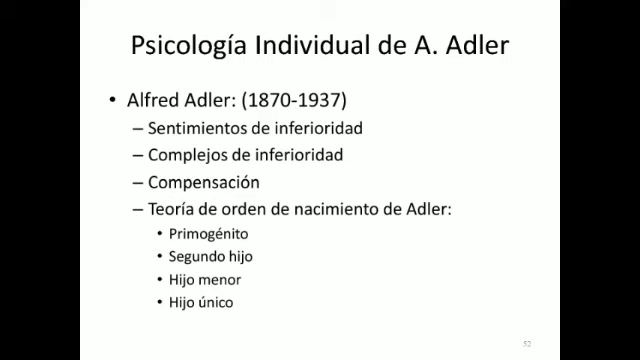 Psicología Individual de A. Adler
• Alfred Adler: (1870-1937)
– Sentimientos de inferioridad
– Complejos de inferioridad
– Compensación
– Teoría de orden de nacimiento de Adler:
• Primogénito
• Segundo hijo
• Hijo menor
• Hijo único
52